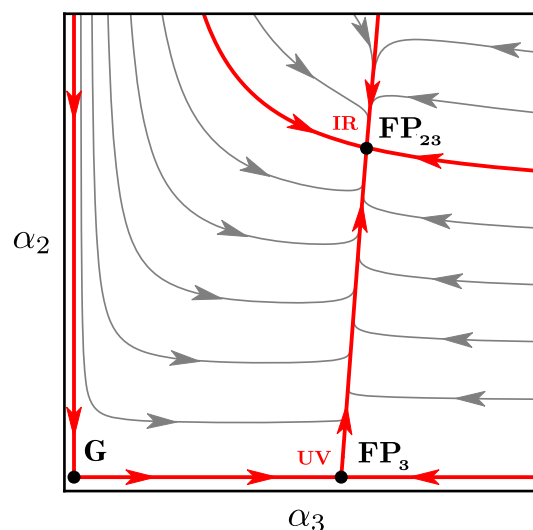 IR FP₂₃
α₂
G
UV FP₃
α₃